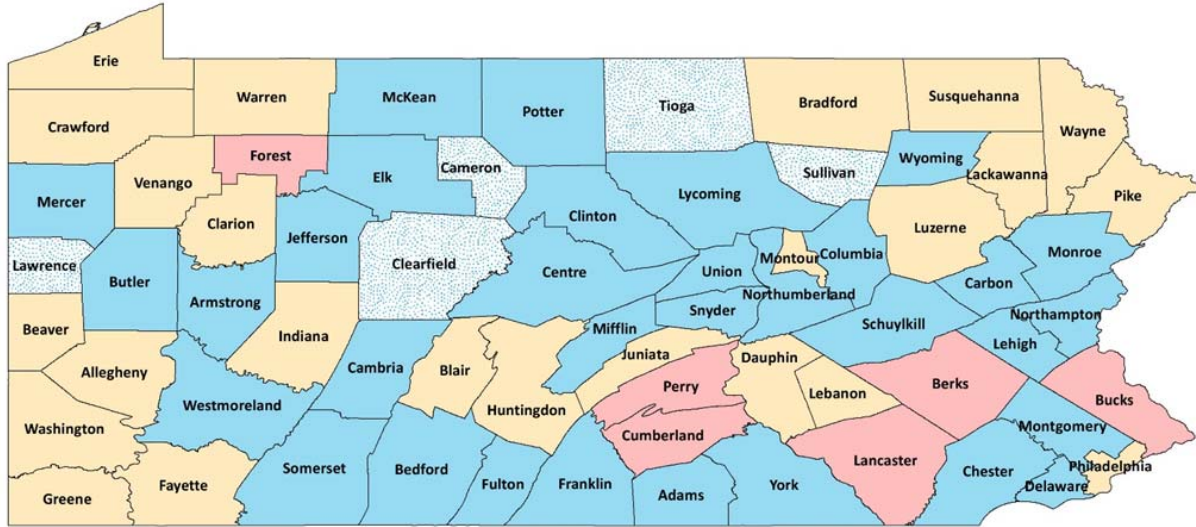 Erie
Warren
McKean
Potter
Tioga
Bradford
Susquehanna
Wayne
Crawford
Forest
Venango
Elk
Cameron
Sullivan
Wyoming
Lackawanna
Pike
Mercer
Clarion
Jefferson
Clinton
Lycoming
Luzerne
Lawrence
Butler
Armstrong
Clearfield
Centre
Union
Montour
Columbia
Carbon
Monroe
Beaver
Indiana
Mifflin
Snyder
Northumberland
Schuylkill
Northampton
Lehigh
Allegheny
Cambria
Blair
Juniata
Dauphin
Lebanon
Berks
Bucks
Westmoreland
Huntingdon
Perry
Washington
Cumberland
Lancaster
Montgomery
Philadelphia
Greene
Fayette
Somerset
Bedford
Fulton
Franklin
Adams
York
Chester
Delaware